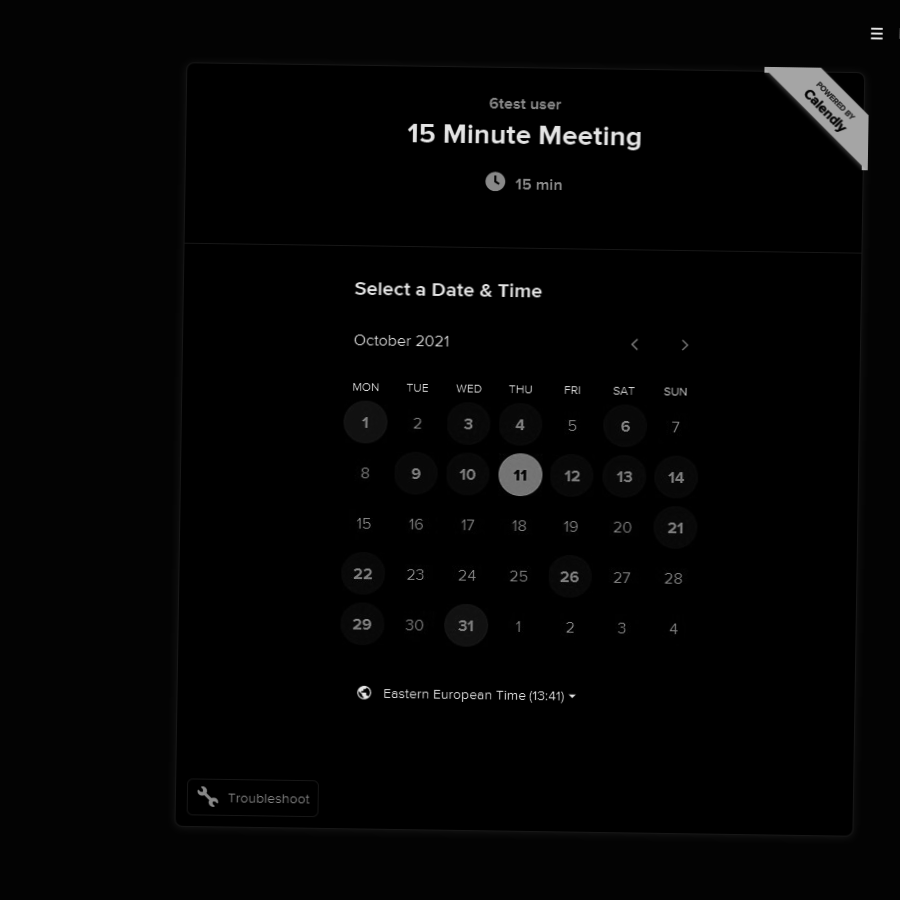 POWERED BY
Calendly
6test user
15 Minute Meeting
15 min
Select a Date & Time
October 2021
MON TUE WED THU FRI SAT SUN
1 2 3 4 5 6 7
8 9 10 11 12 13 14
15 16 17 18 19 20 21
22 23 24 25 26 27 28
29 30 31 1 2 3 4
Eastern European Time (13:41)
Troubleshoot